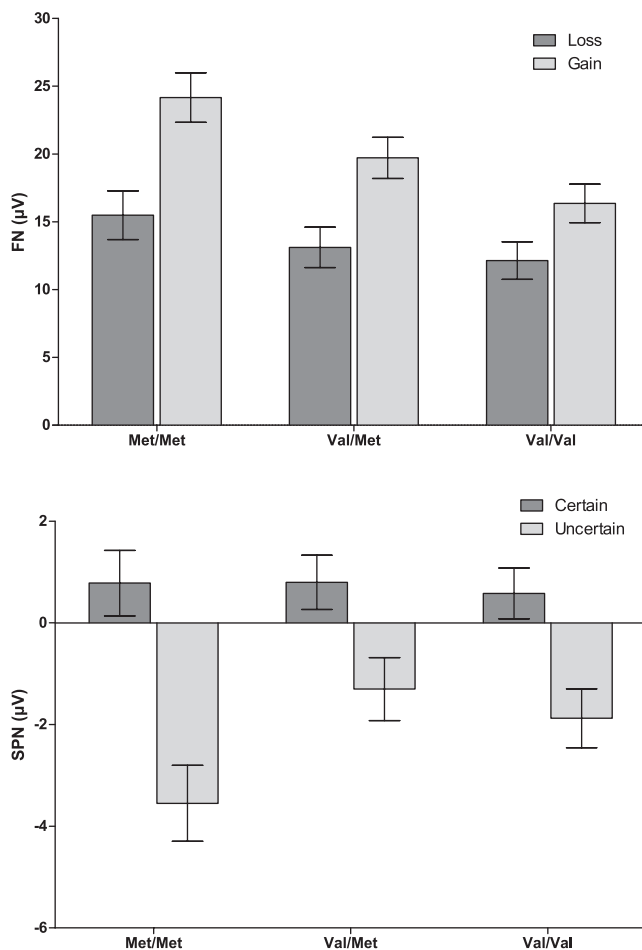 30
25
20
15
10
5
0
FN (µV)
Loss
Gain
Met/Met
Val/Met
Val/Val
2
0
-2
-4
-6
SPN (µV)
Certain
Uncertain
Met/Met
Val/Met
Val/Val